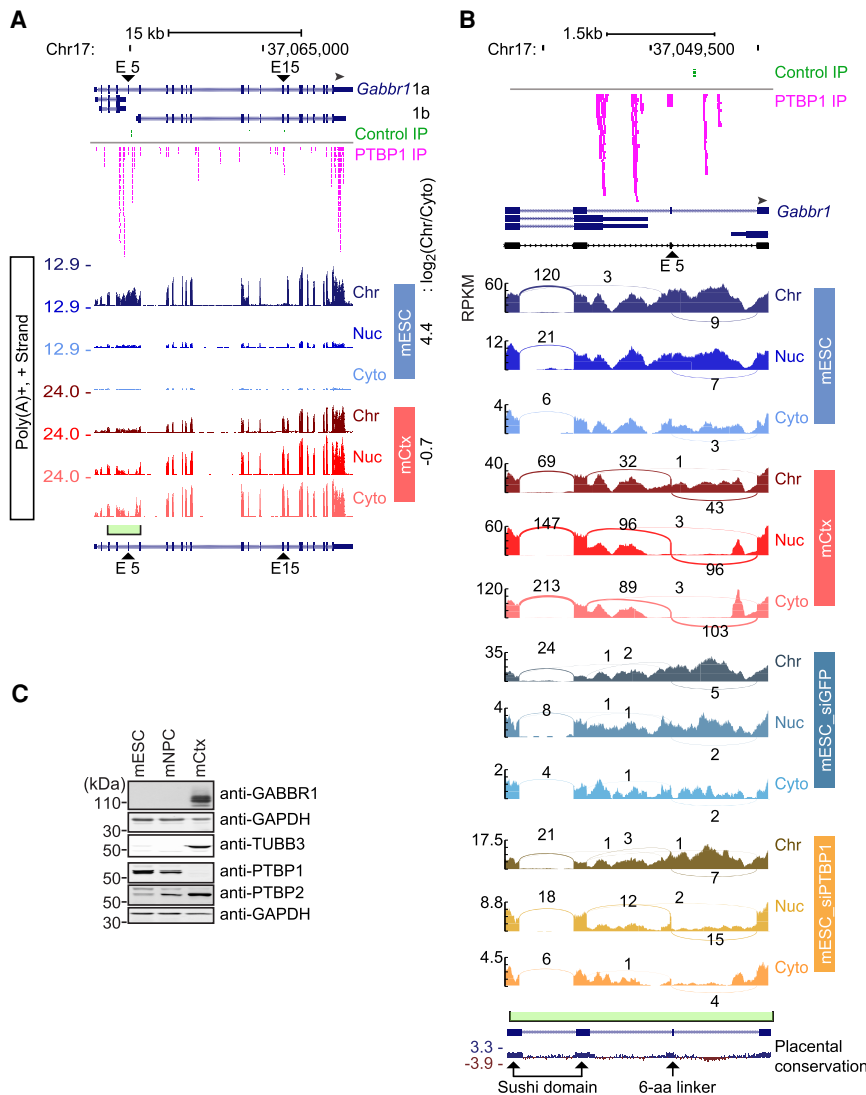 A
15 kb
Chr17:
37,065,000
E 5
E15
Gabbr1 1a
1b
Control IP
PTBP1 IP
: log2(Chr/Cyto)
Poly(A)+, + Strand
12.9 -
Chr
12.9 -
Nuc
mESC
4.4
12.9 -
Cyto
24.0 -
Chr
24.0 -
Nuc
mCtx
-0.7
24.0 -
Cyto
E 5
E15
B
1.5kb
Chr17:
37,049,500
Control IP
PTBP1 IP
Gabbr1
E 5
RPKM
60
120
3
Chr
9
12
21
Nuc
mESC
7
4
6
Cyto
3
40
69
32
1
Chr
43
60
147
96
3
Nuc
mCtx
96
120
213
89
3
Cyto
103
35
24
1
2
Chr
5
4
8
1
1
Nuc
mESC_siGFP
2
2
4
1
Cyto
2
17.5
21
1
3
1
Chr
7
8.8
18
12
2
Nuc
mESC_siPTBP1
15
4.5
6
1
Cyto
4
3.3 -
-3.9 -
Placental
conservation
Sushi domain
6-aa linker
C
mESC
mNPC
mCtx
(kDa)
110-
anti-GABBR1
30-
anti-GAPDH
50-
anti-TUBB3
50-
anti-PTBP1
50-
anti-PTBP2
30-
anti-GAPDH